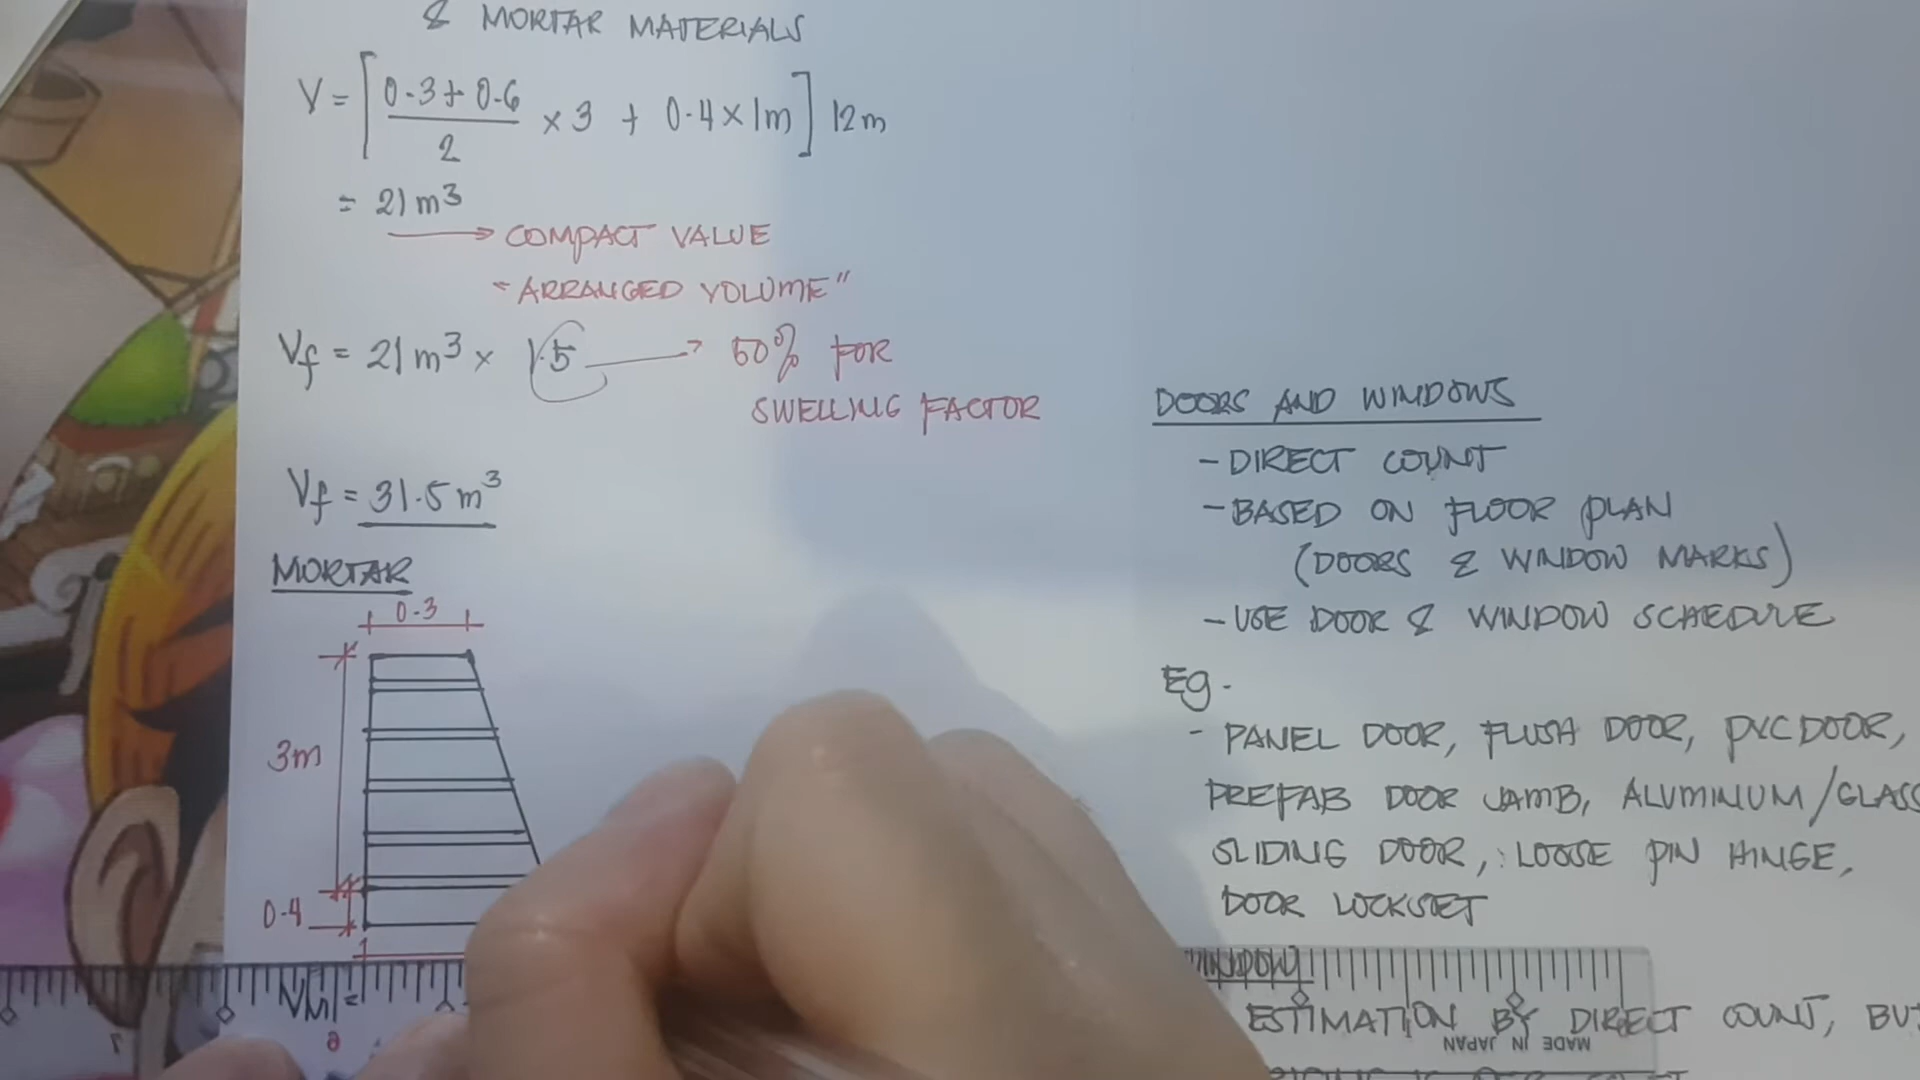 & MORTAR MATERIALS
V = [ 0.3 + 0.6 / 2 × 3 + 0.4 × 1m ] 12m
= 21 m³
→ COMPACT VALUE
"ARRANGED VOLUME"
Vf = 21 m³ × 1.5 → 50% FOR
SWELLING FACTOR
Vf = 31.5 m³
MORTAR
0.3
3m
0.4
1
VM =
DOORS AND WINDOWS
- DIRECT COUNT
- BASED ON FLOOR PLAN
(DOORS & WINDOW MARKS)
- USE DOOR & WINDOW SCHEDULE
Eg.
- PANEL DOOR, FLUSH DOOR, PVC DOOR,
PREFAB DOOR JAMB, ALUMINUM/GLASS
SLIDING DOOR, LOOSE PIN HINGE,
DOOR LOCKSET
WINDOW
ESTIMATION BY DIRECT COUNT, BU
MADE IN JAPAN